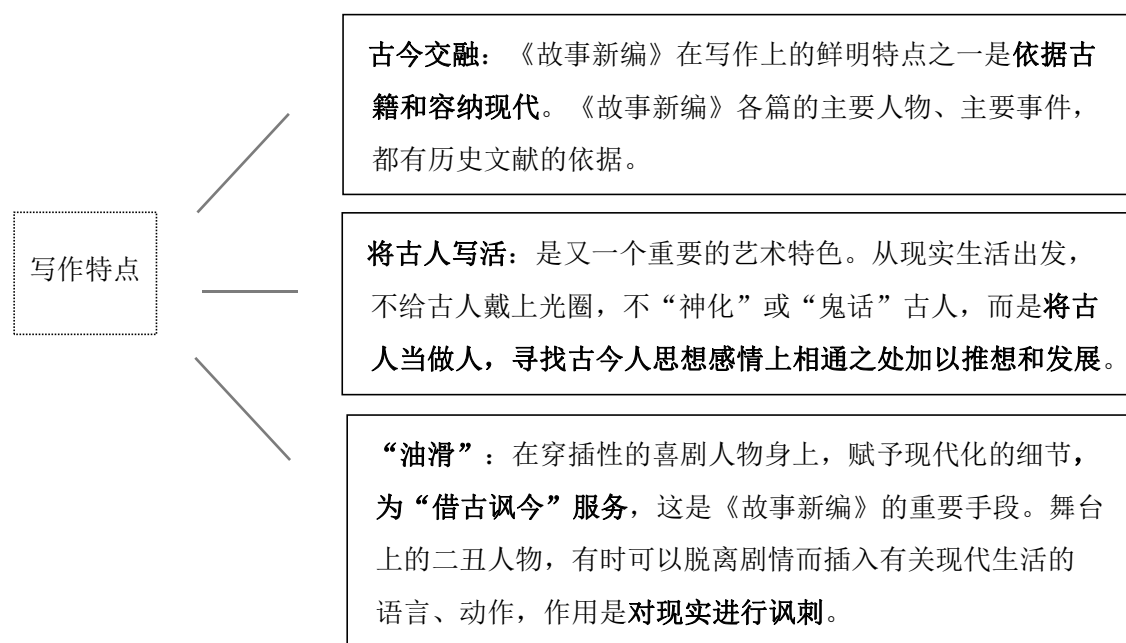 古今交融：《故事新编》在写作上的鲜明特点之一是依据古
籍和容纳现代。《故事新编》各篇的主要人物、主要事件，
都有历史文献的依据。
写作特点
将古人写活：是又一个重要的艺术特色。从现实生活出发，
不给古人戴上光圈，不“神化”或“鬼话”古人，而是将古
人当做人，寻找古今人思想感情上相通之处加以推想和发展。
“油滑”：在穿插性的喜剧人物身上，赋予现代化的细节，
为“借古讽今”服务，这是《故事新编》的重要手段。舞台
上的二丑人物，有时可以脱离剧情而插入有关现代生活的
语言、动作，作用是对现实进行讽刺。